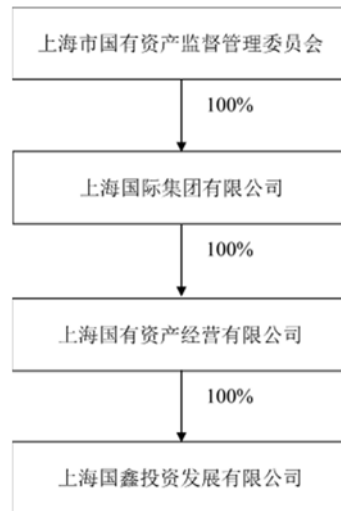 上海市国有资产监督管理委员会
100%
上海国际集团有限公司
100%
上海国有资产经营有限公司
100%
上海国鑫投资发展有限公司